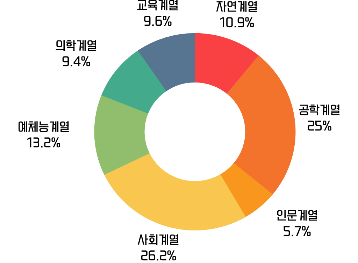 교육계열
9.6%
자연계열
10.9%
의학계열
9.4%
공학계열
25%
예체능계열
13.2%
인문계열
5.7%
사회계열
26.2%